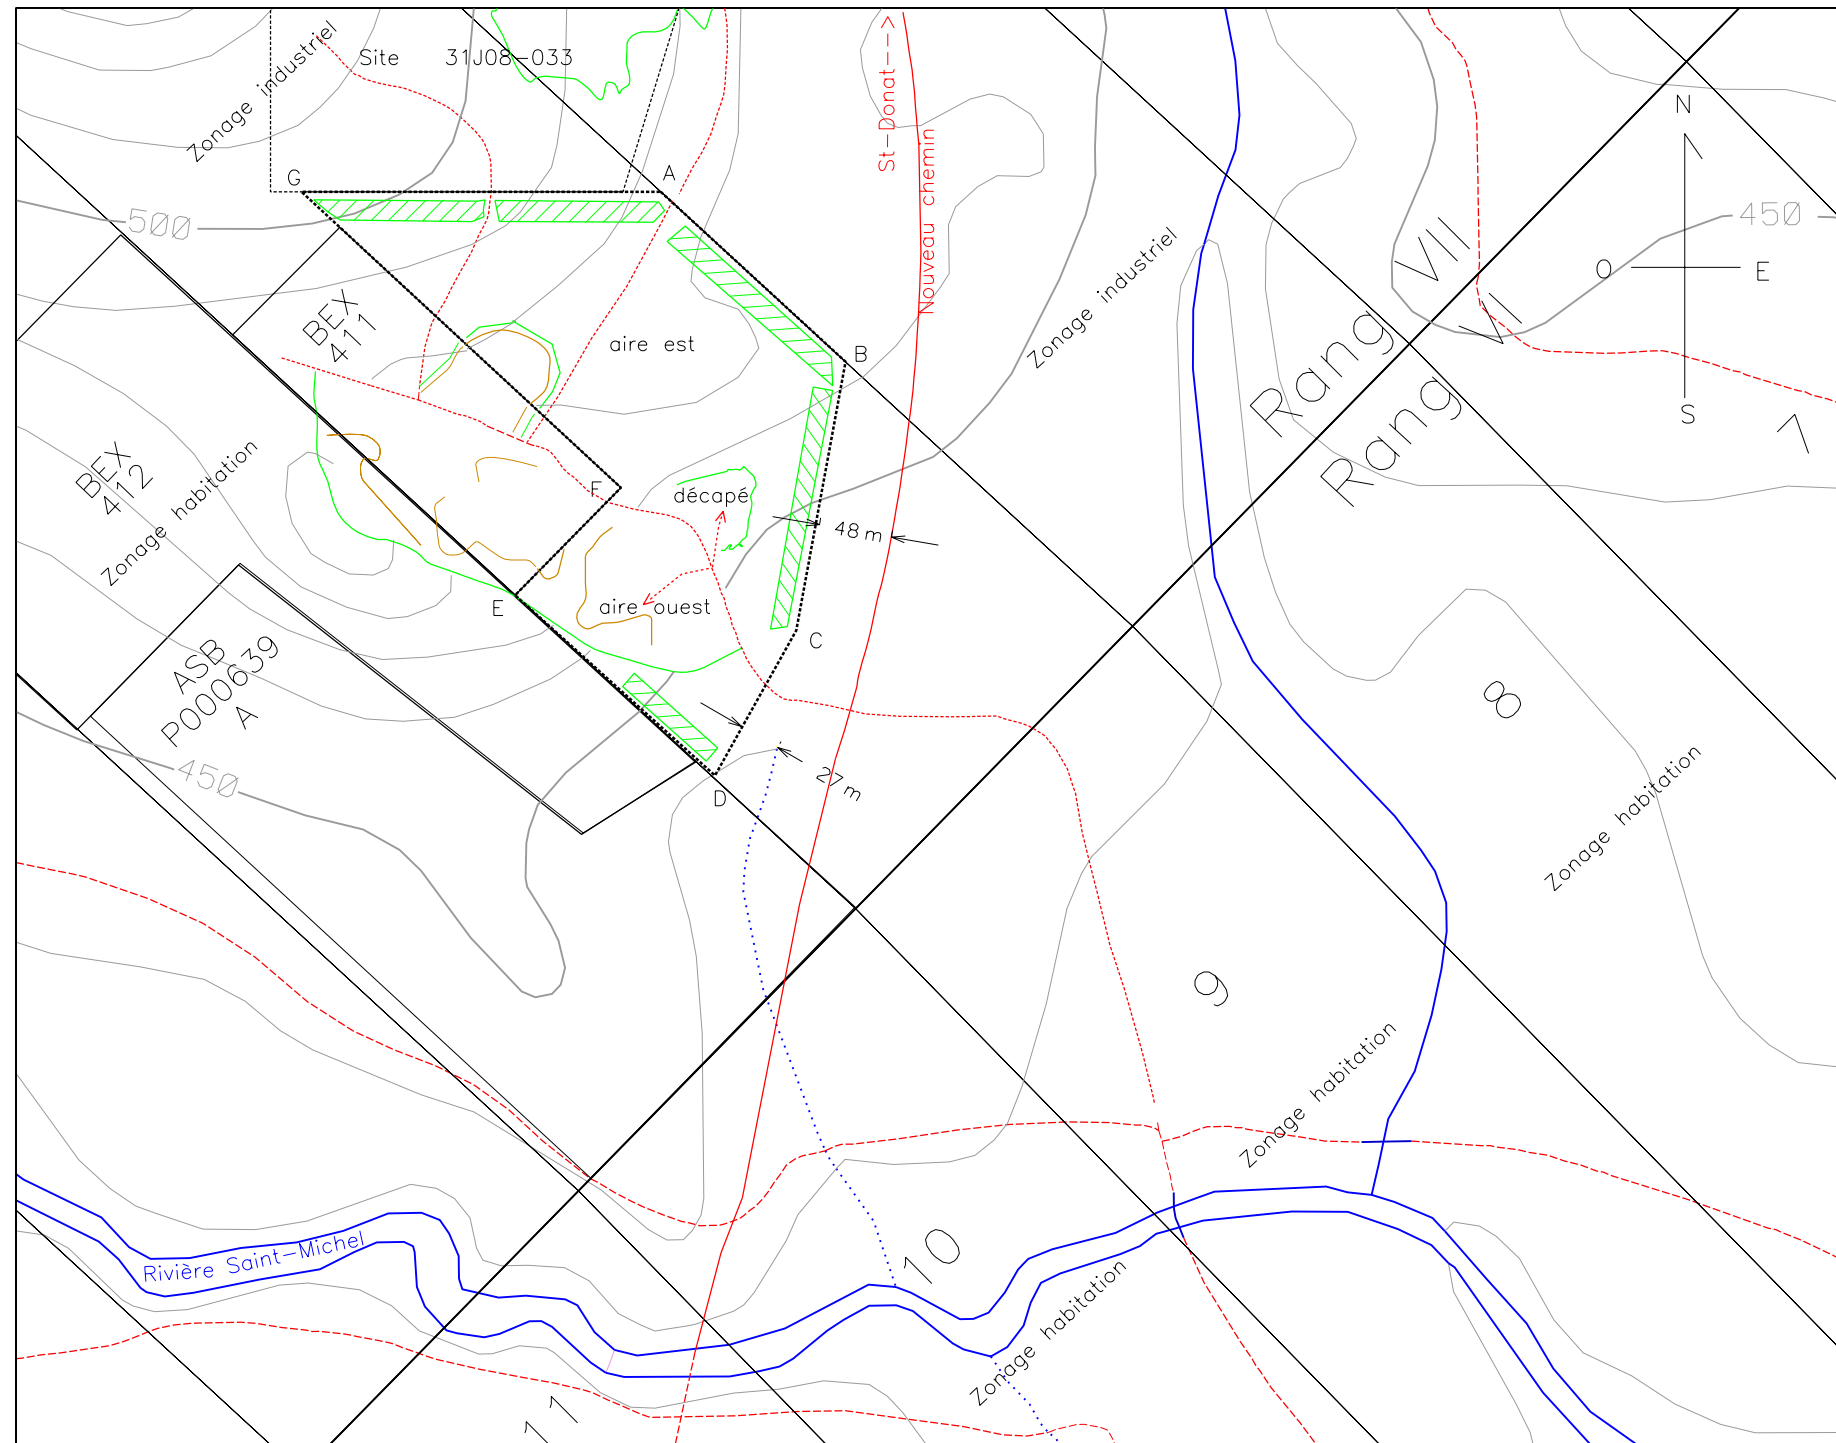 Site 31J08-033
Zonage industriel
St-Donat-->
Nouveau chemin
N
O
E
S
450
G
A
500
BEX
411
aire est
B
Zonage industriel
VII
VI
Rang
Rang
7
BEX
412
Zonage habitation
F
décapé
48 m
E
aire ouest
C
ASB
P000639
A
450
D
27 m
8
Zonage habitation
9
Zonage habitation
10
Zonage habitation
Rivière Saint-Michel
11